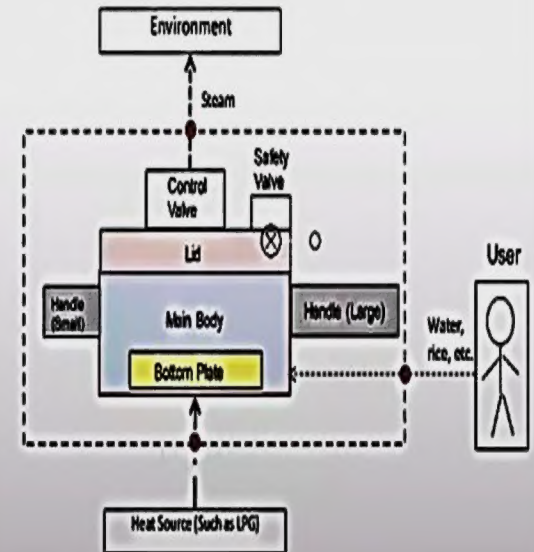 Environment
Steam
Safety
Valve
Control
Valve
Lid
User
Handle
(Small)
Main Body
Handle (Large)
Water,
rice, etc.
Bottom Plate
Heat Source (Such as LPG)